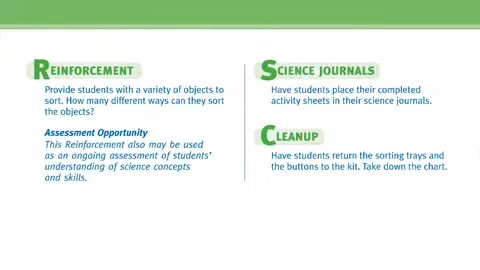 REINFORCEMENT
Provide students with a variety of objects to
sort. How many different ways can they sort
the objects?
Assessment Opportunity
This Reinforcement also may be used
as an ongoing assessment of students'
understanding of science concepts
and skills.
SCIENCE JOURNALS
Have students place their completed
activity sheets in their science journals.
CLEANUP
Have students return the sorting trays and
the buttons to the kit. Take down the chart.